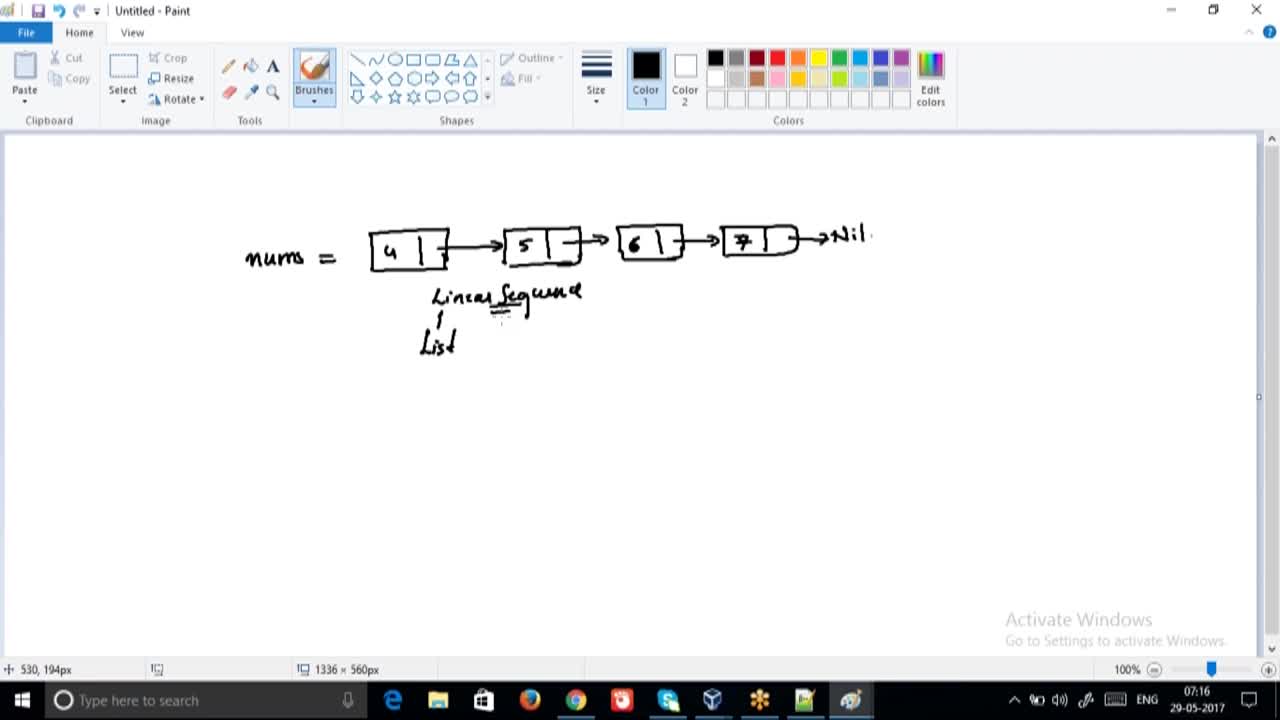 Untitled - Paint
File Home View
Paste Cut Copy Clipboard
Select Crop Resize Rotate Image
Tools
Brushes
Outline Fill Shapes
Size
Color 1 Color 2 Edit colors Colors
nums = 4 5 6 7 Nil
Linear Sequence
List
Activate Windows
Go to Settings to activate Windows.
530, 194px 1336 × 560px 100%
Type here to search ENG 07:16
29-05-2017